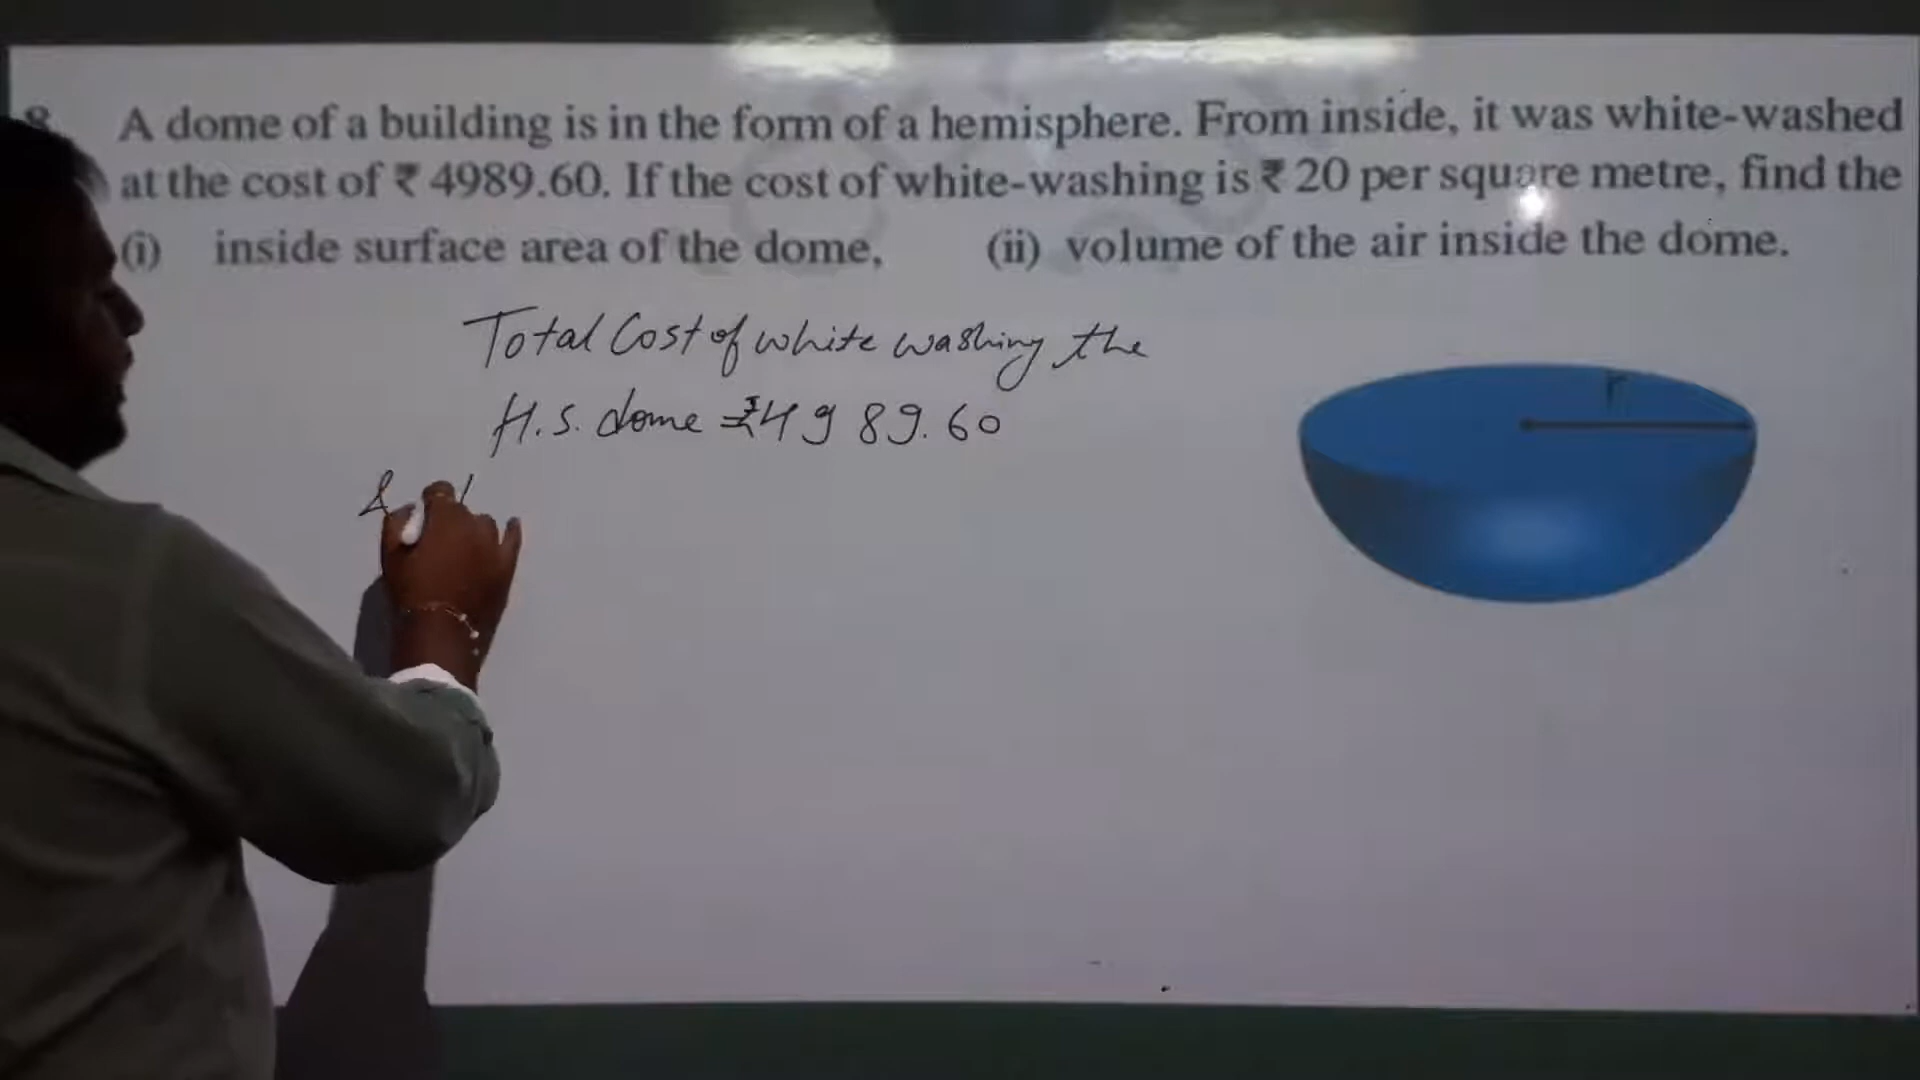 8. A dome of a building is in the form of a hemisphere. From inside, it was white-washed
at the cost of ₹ 4989.60. If the cost of white-washing is ₹ 20 per square metre, find the
(i) inside surface area of the dome, (ii) volume of the air inside the dome.
Total Cost of white washing the
H.S. dome ₹4989.60
r
&